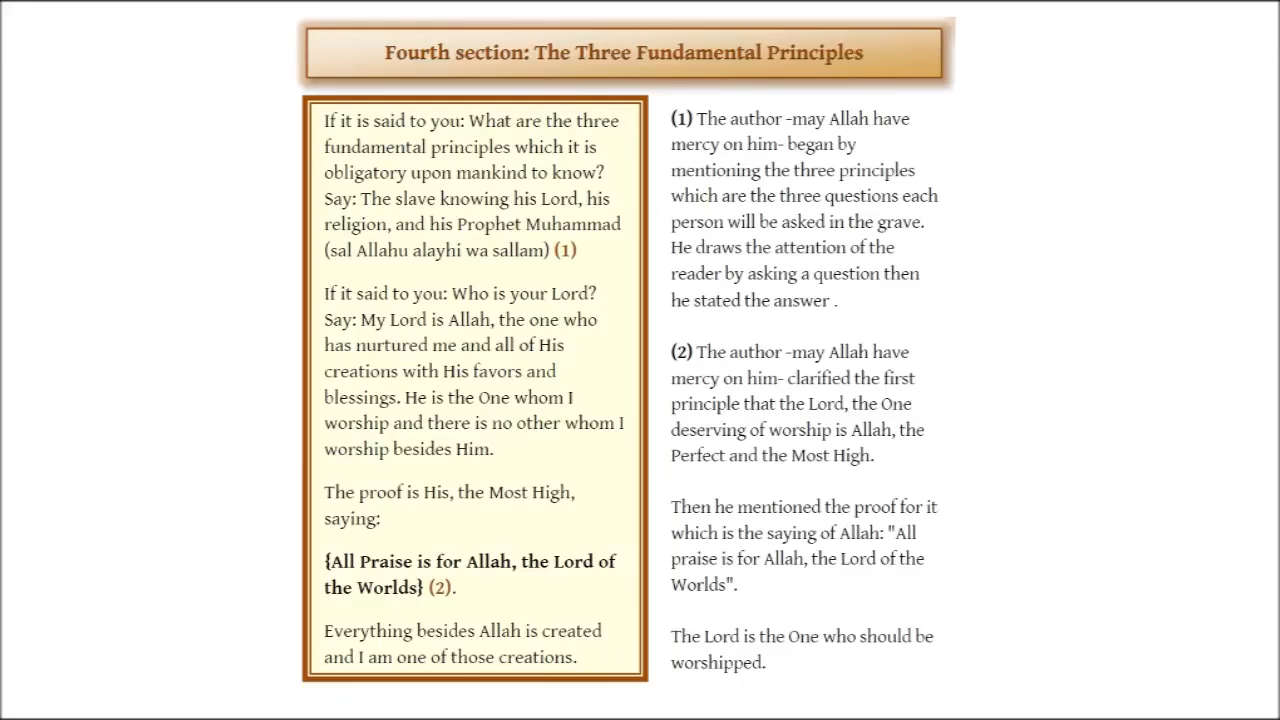 Fourth section: The Three Fundamental Principles
If it is said to you: What are the three
fundamental principles which it is
obligatory upon mankind to know?
Say: The slave knowing his Lord, his
religion, and his Prophet Muhammad
(sal Allahu alayhi wa sallam) (1)
If it said to you: Who is your Lord?
Say: My Lord is Allah, the one who
has nurtured me and all of His
creations with His favors and
blessings. He is the One whom I
worship and there is no other whom I
worship besides Him.
The proof is His, the Most High,
saying:
{All Praise is for Allah, the Lord of
the Worlds} (2).
Everything besides Allah is created
and I am one of those creations.
(1) The author -may Allah have
mercy on him- began by
mentioning the three principles
which are the three questions each
person will be asked in the grave.
He draws the attention of the
reader by asking a question then
he stated the answer .
(2) The author -may Allah have
mercy on him- clarified the first
principle that the Lord, the One
deserving of worship is Allah, the
Perfect and the Most High.
Then he mentioned the proof for it
which is the saying of Allah: "All
praise is for Allah, the Lord of the
Worlds".
The Lord is the One who should be
worshipped.